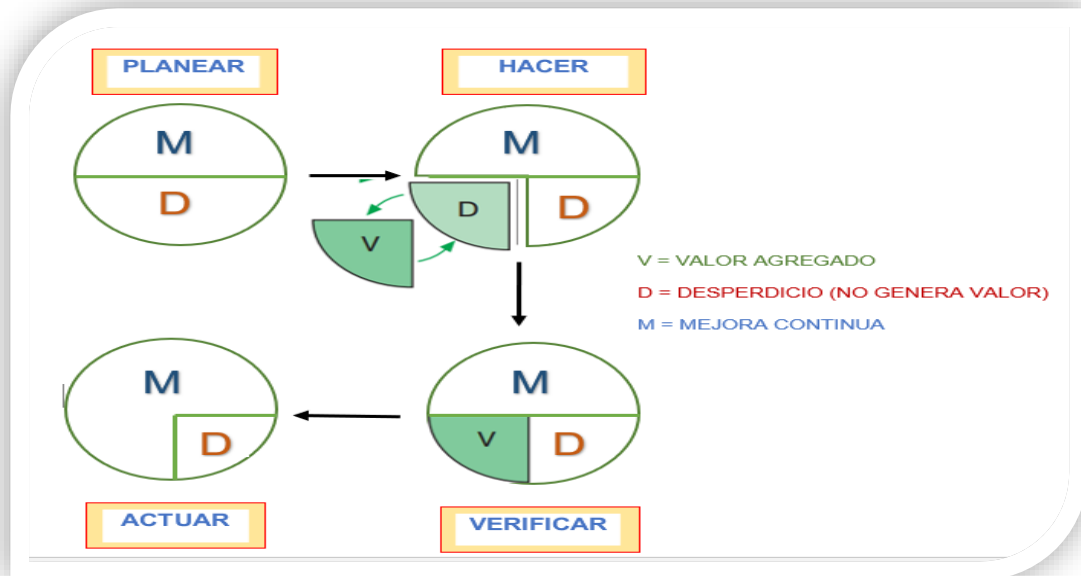 PLANEAR
HACER
M
D
M
D
D
V
V = VALOR AGREGADO
D = DESPERDICIO (NO GENERA VALOR)
M = MEJORA CONTINUA
M
D
M
V
D
ACTUAR
VERIFICAR